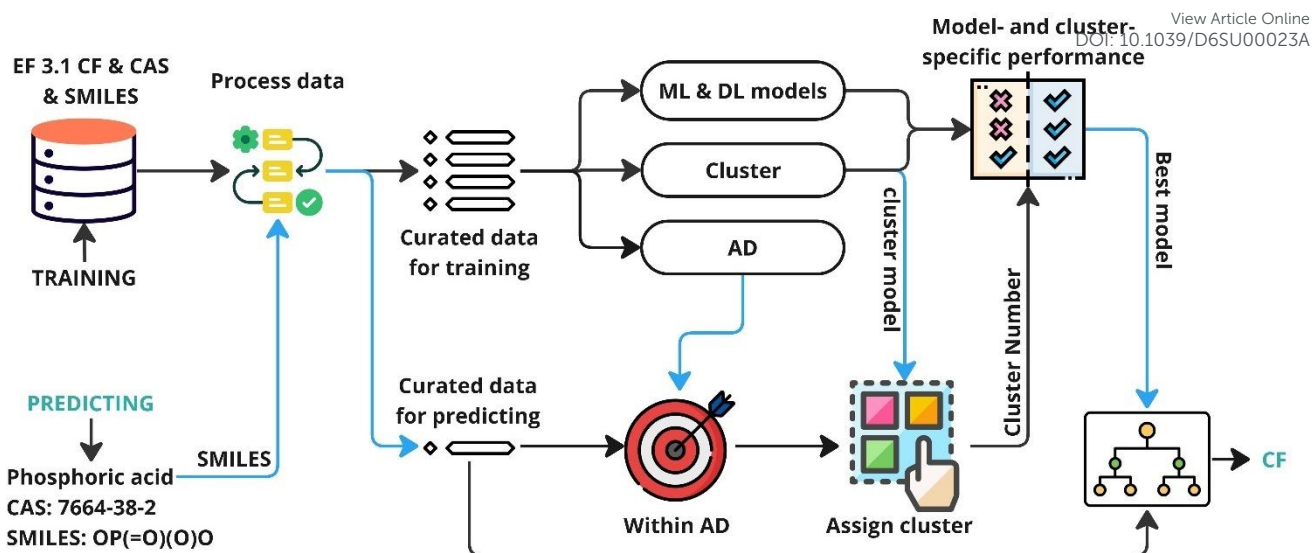 View Article Online
DOI: 10.1039/D6SU00023A
EF 3.1 CF & CAS
& SMILES
Process data
TRAINING
Curated data
for training
ML & DL models
Cluster
AD
cluster model
Model- and cluster-
specific performance
Best model
Cluster Number
PREDICTING
Phosphoric acid
CAS: 7664-38-2
SMILES: OP(=O)(O)O
SMILES
Curated data
for predicting
Within AD
Assign cluster
CF